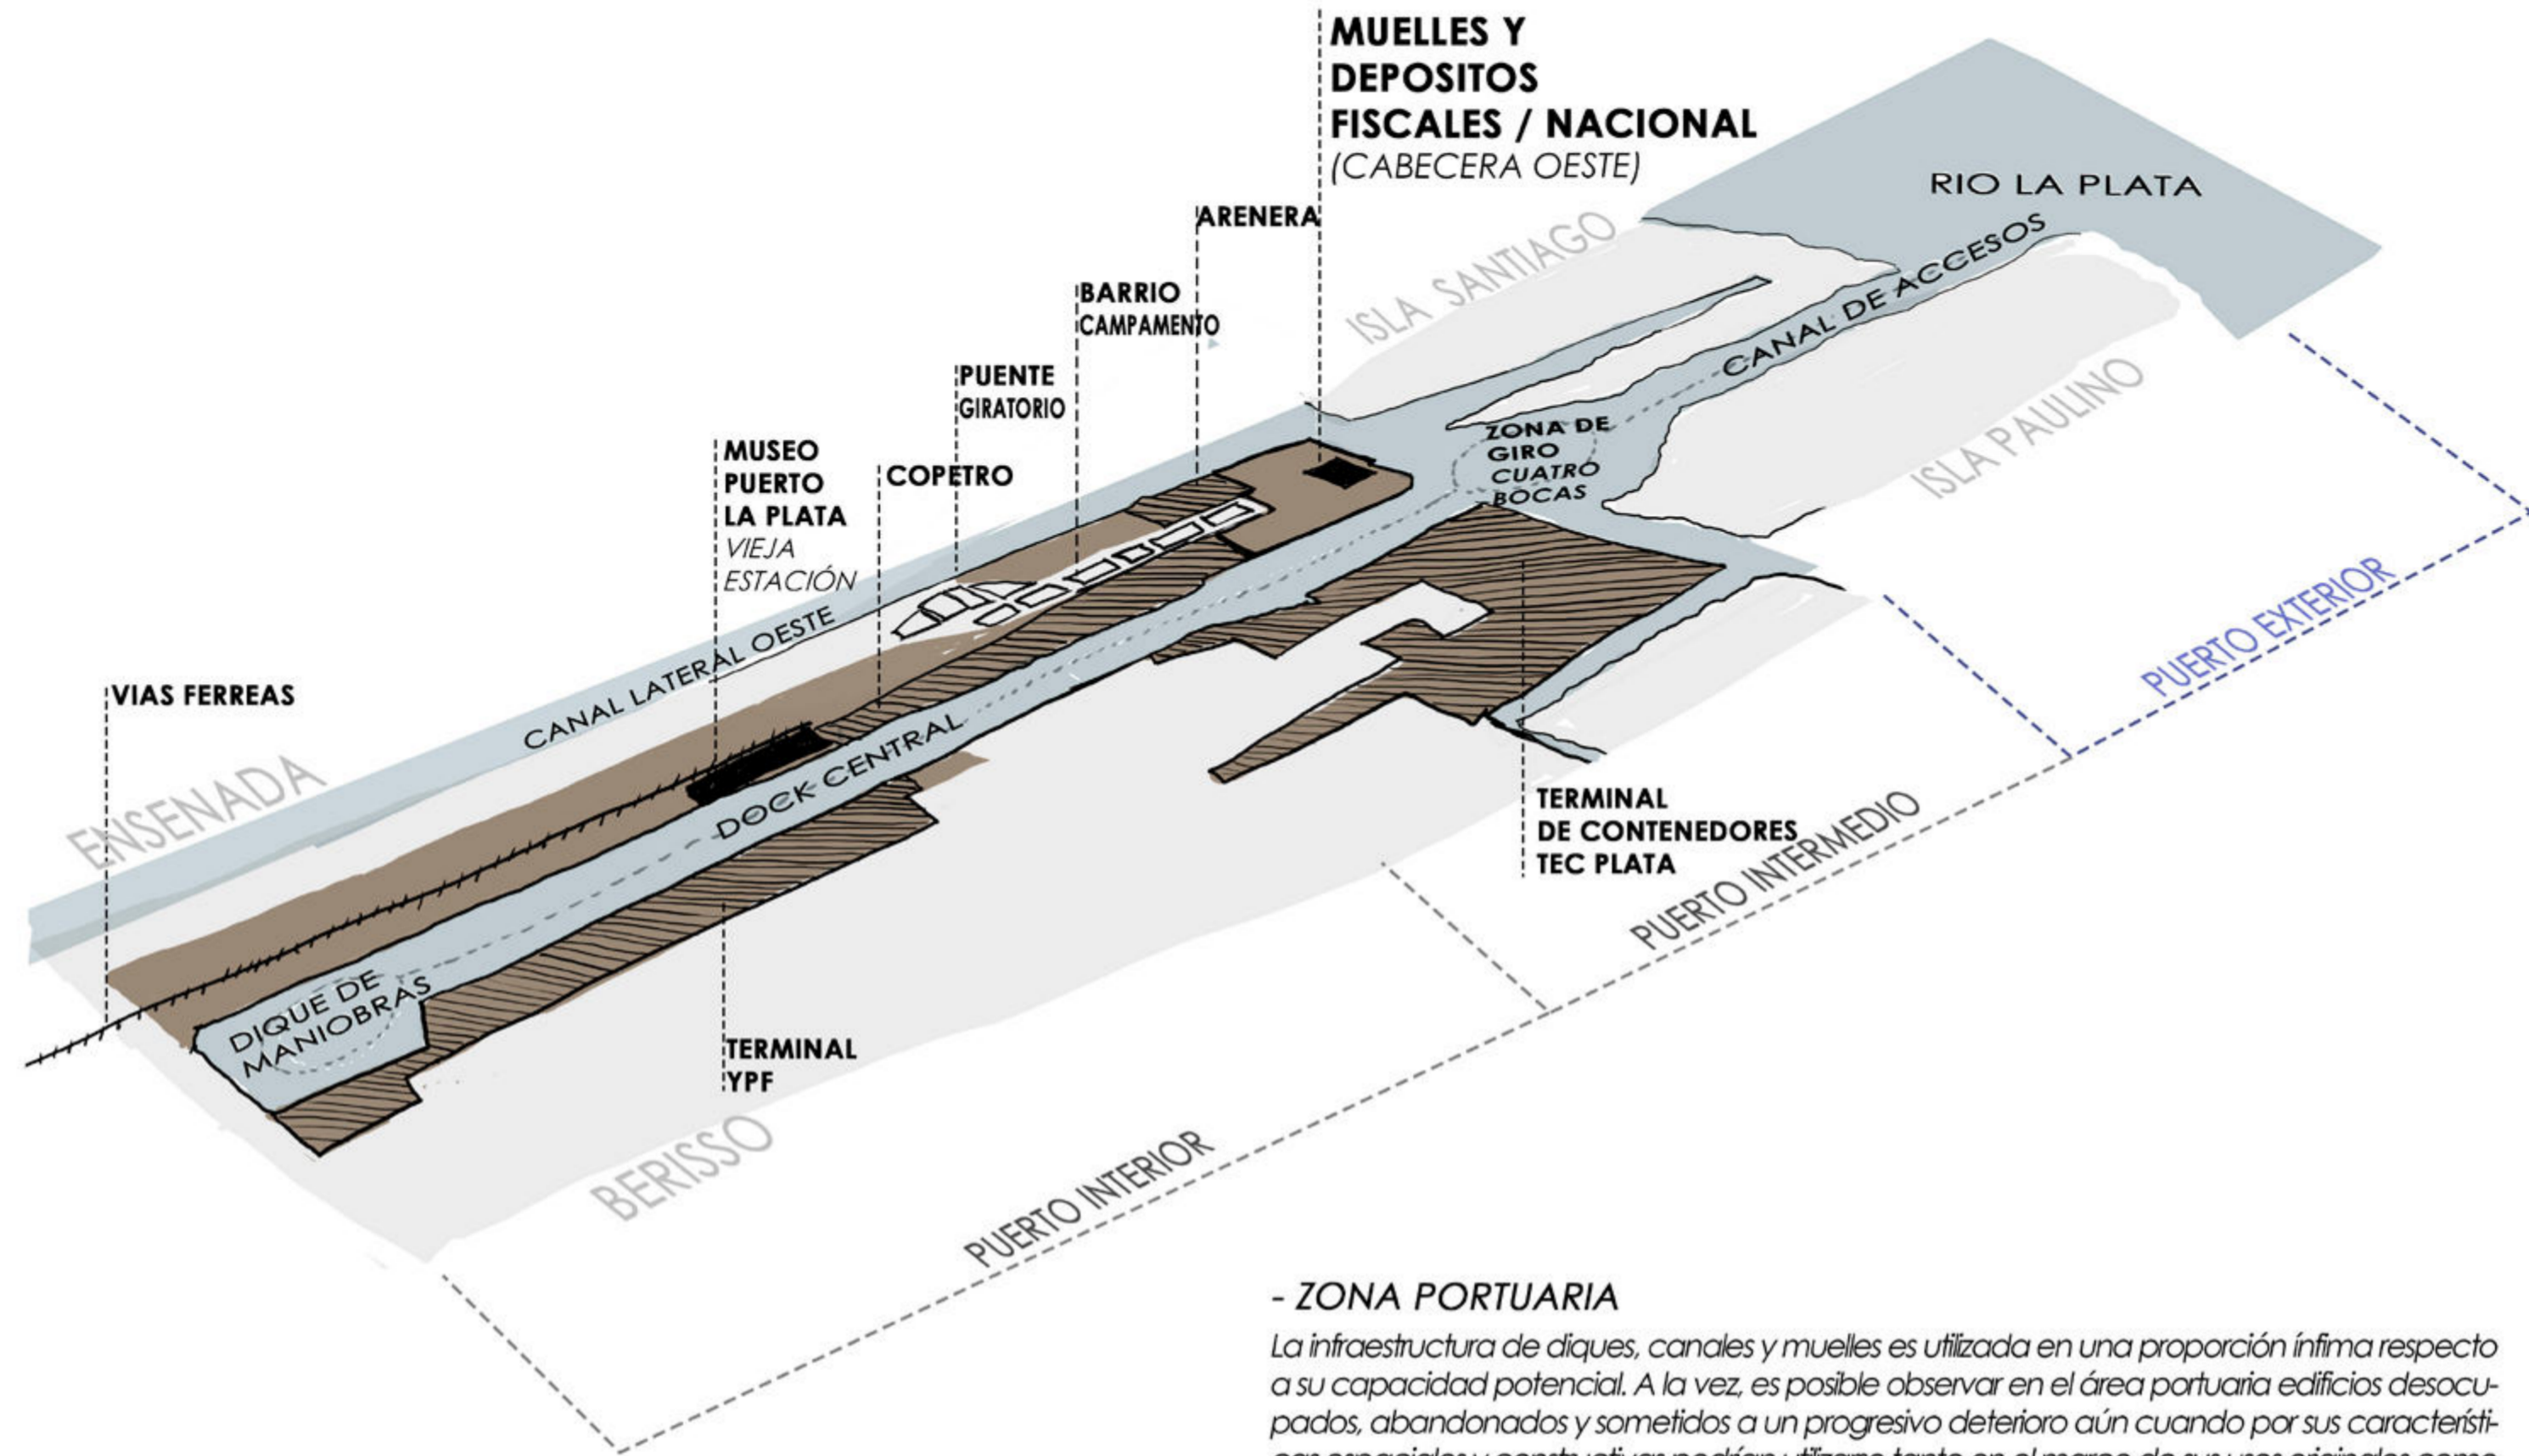 MUELLES Y
DEPOSITOS
FISCALES / NACIONAL
(CABECERA OESTE)
RIO LA PLATA
ARENERA
ISLA SANTIAGO
CANAL DE ACCESOS
BARRIO
CAMPAMENTO
PUENTE
GIRATORIO
ISLA PAULINO
ZONA DE
GIRO
CUATRO
BOCAS
MUSEO
PUERTO
LA PLATA
VIEJA
ESTACIÓN
COPETRO
PUERTO EXTERIOR
CANAL LATERAL OESTE
VIAS FERREAS
ENSENADA
DOCK CENTRAL
TERMINAL
DE CONTENEDORES
TEC PLATA
PUERTO INTERMEDIO
DIQUE DE
MANIOBRAS
TERMINAL
YPF
BERISSO
PUERTO INTERIOR
- ZONA PORTUARIA
La infraestructura de diques, canales y muelles es utilizada en una proporción ínfima respecto
a su capacidad potencial. A la vez, es posible observar en el área portuaria edificios desocu-
pados, abandonados y sometidos a un progresivo deterioro aún cuando por sus característi-